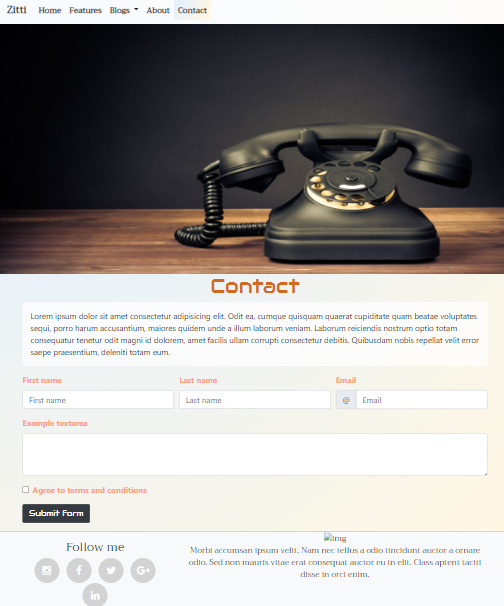 Zitti Home Features Blogs About Contact
Contact
Lorem ipsum dolor sit amet consectetur adipisicing elit. Odit ea, cumque quisquam quaerat cupiditate quam beatae voluptates
sequi, porro harum accusantium, maiores quidem unde a illum laborum veniam. Laborum reiciendis nostrum optio totam
consequatur tenetur odit magni id dolorem, amet facilis ullam corrupti consectetur debitis. Quibusdam nobis repellat velit error
saepe praesentium, deleniti totam eum.
First name Last name Email
First name Last name @ Email
Example textarea
Agree to terms and conditions
Submit form
Follow me
img
Morbi accumsan ipsum velit. Nam nec tellus a odio tincidunt auctor a ornare
odio. Sed non mauris vitae erat consequat auctor eu in elit. Class aptent taciti
disse in orci enim.